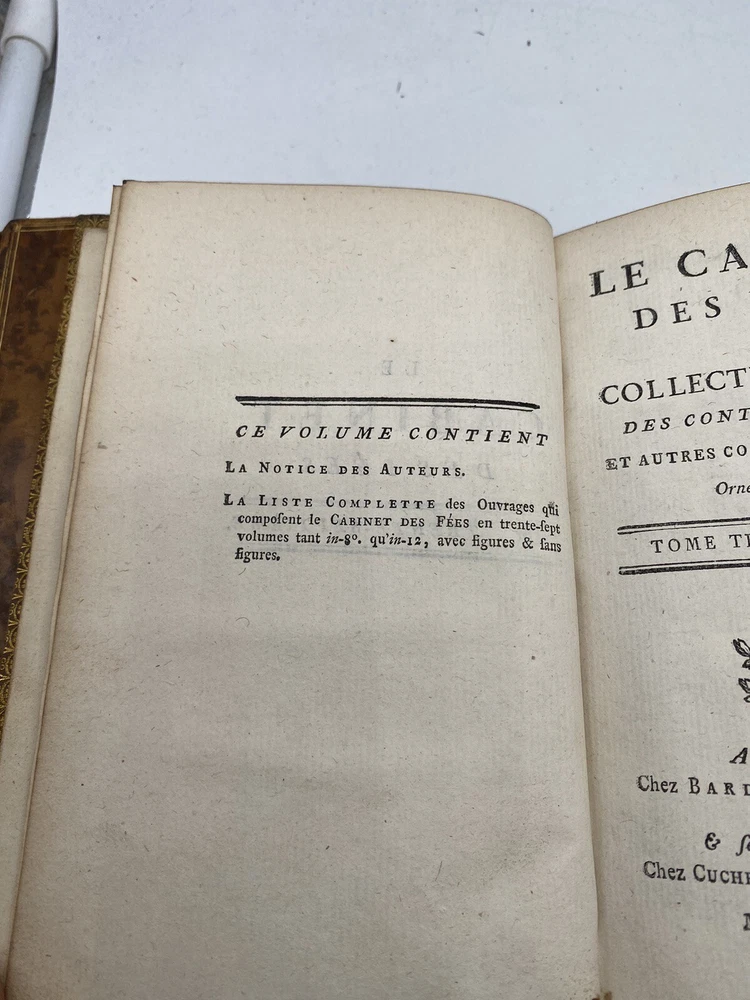 CE VOLUME CONTIENT
LA NOTICE DES AUTEURS.
LA LISTE COMPLETTE des Ouvrages qui
compoſent le CABINET DES FÉES en trente-ſept
volumes tant in-8°. qu'in-12, avec figures & ſans
figures.
LE CA
DES
COLLECT
DES CONT
ET AUTRES CO
Orne
TOME T
A
Chez BARD
& ſ
Chez CUCHE